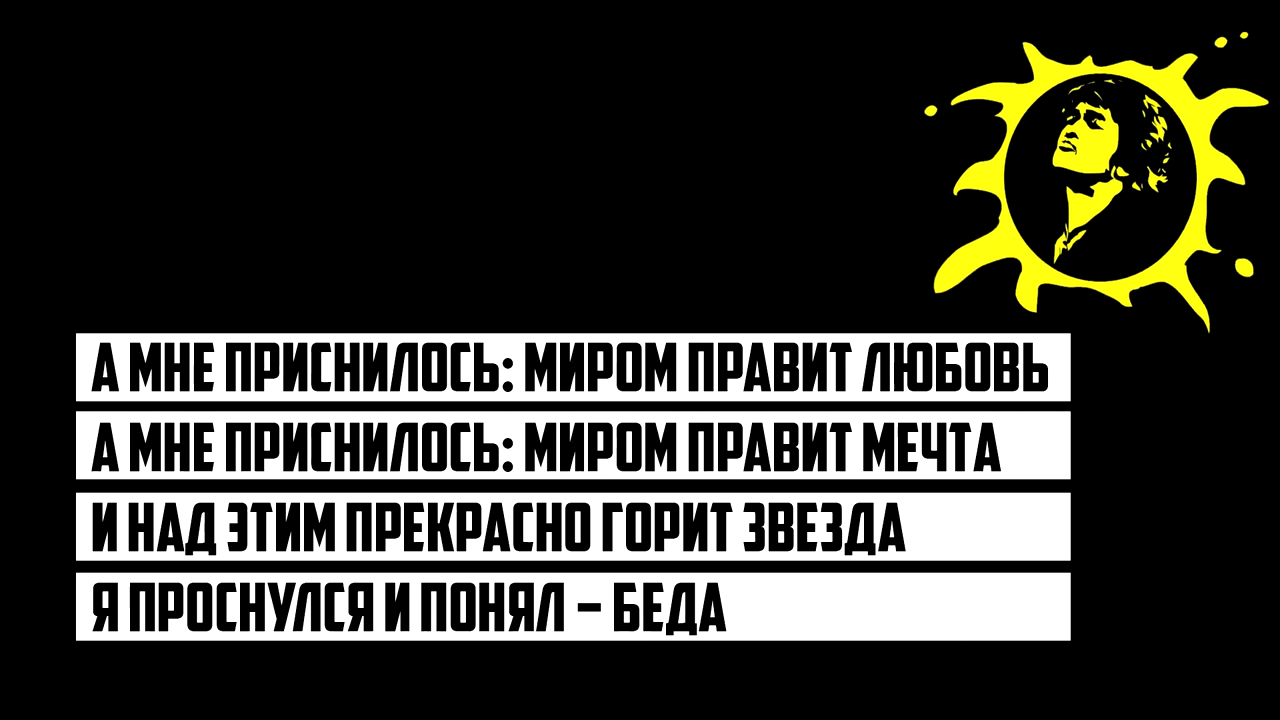 А МНЕ ПРИСНИЛОСЬ: МИРОМ ПРАВИТ ЛЮБОВЬ
А МНЕ ПРИСНИЛОСЬ: МИРОМ ПРАВИТ МЕЧТА
И НАД ЭТИМ ПРЕКРАСНО ГОРИТ ЗВЕЗДА
Я ПРОСНУЛСЯ И ПОНЯЛ – БЕДА